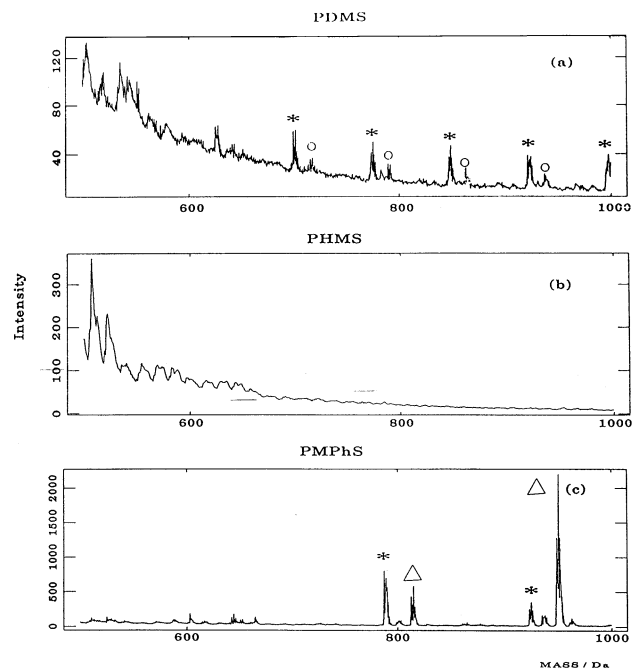 PDMS
120
80
40
(a)
* ○ * ○ * ○ * ○ *
600 800 1000
PHMS
Intensity
300
200
100
0
(b)
600 800 1000
PMPhS
2000
1500
1000
500
0
* △ * △ (c)
600 800 1000
MASS / Da